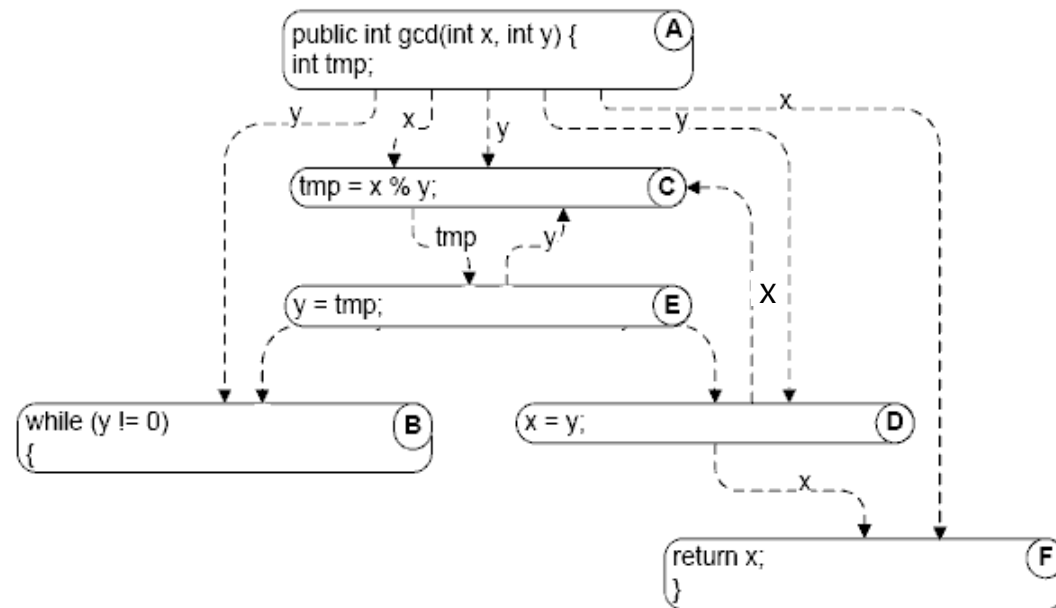 public int gcd(int x, int y) {
int tmp;
A
y
x
y
y
x
tmp = x % y;
C
tmp
y
x
y = tmp;
E
while (y != 0)
{
B
x = y;
D
x
return x;
}
F